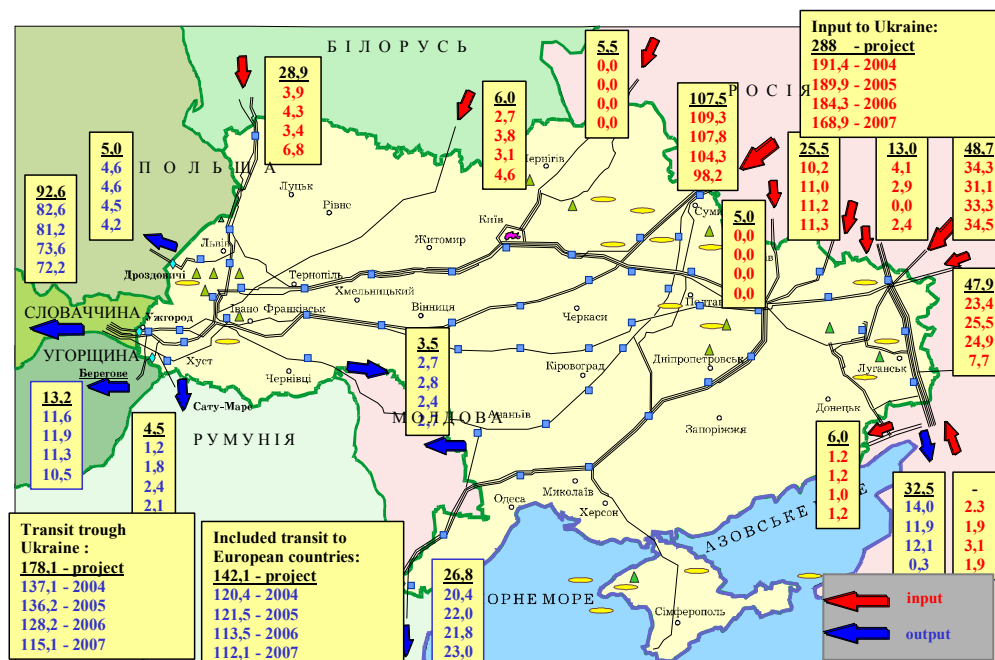 БІЛОРУСЬ
РОСІЯ
ПОЛЬЩА
СЛОВАЧЧИНА
УГОРЩИНА
РУМУНІЯ
МОЛДОВА
АЗОВСЬКЕ
ОРНЕ МОРЕ
Input to Ukraine:
288 - project
191,4 - 2004
189,9 - 2005
184,3 - 2006
168,9 - 2007
28,9
3,9
4,3
3,4
6,8
6,0
2,7
3,8
3,1
4,6
5,5
0,0
0,0
0,0
0,0
107,5
109,3
107,8
104,3
98,2
5,0
0,0
0,0
0,0
0,0
25,5
10,2
11,0
11,2
11,3
13,0
4,1
2,9
0,0
2,4
48,7
34,3
31,1
33,3
34,5
47,9
23,4
25,5
24,9
7,7
5.0
4,6
4,6
4,5
4,2
92,6
82,6
81,2
73,6
72,2
13,2
11,6
11,9
11,3
10,5
4,5
1,2
1,8
2,4
2,1
3,5
2,7
2,8
2,4
6,0
1,2
1,2
1,0
1,2
32,5
14,0
11,9
12,1
0,3
-
2.3
1,9
3,1
1,9
26,8
20,4
22,0
21,8
23,0
Луцьк
Рівне
Житомир
Київ
Львів
Дроздовичі
Тернопіль
Хмельницький
Івано Франківськ
Ужгород
Берегове
Хуст
Чернівці
Сату-Маре
Вінниця
Черкаси
Кіровоград
Дніпропетровськ
Запоріжжя
Донецьк
Луганськ
Одеса
Миколаїв
Херсон
Сімферополь
Transit trough
Ukraine :
178,1 - project
137,1 - 2004
136,2 - 2005
128,2 - 2006
115,1 - 2007
Included transit to
European countries:
142,1 - project
120,4 - 2004
121,5 - 2005
113,5 - 2006
112,1 - 2007
input
output